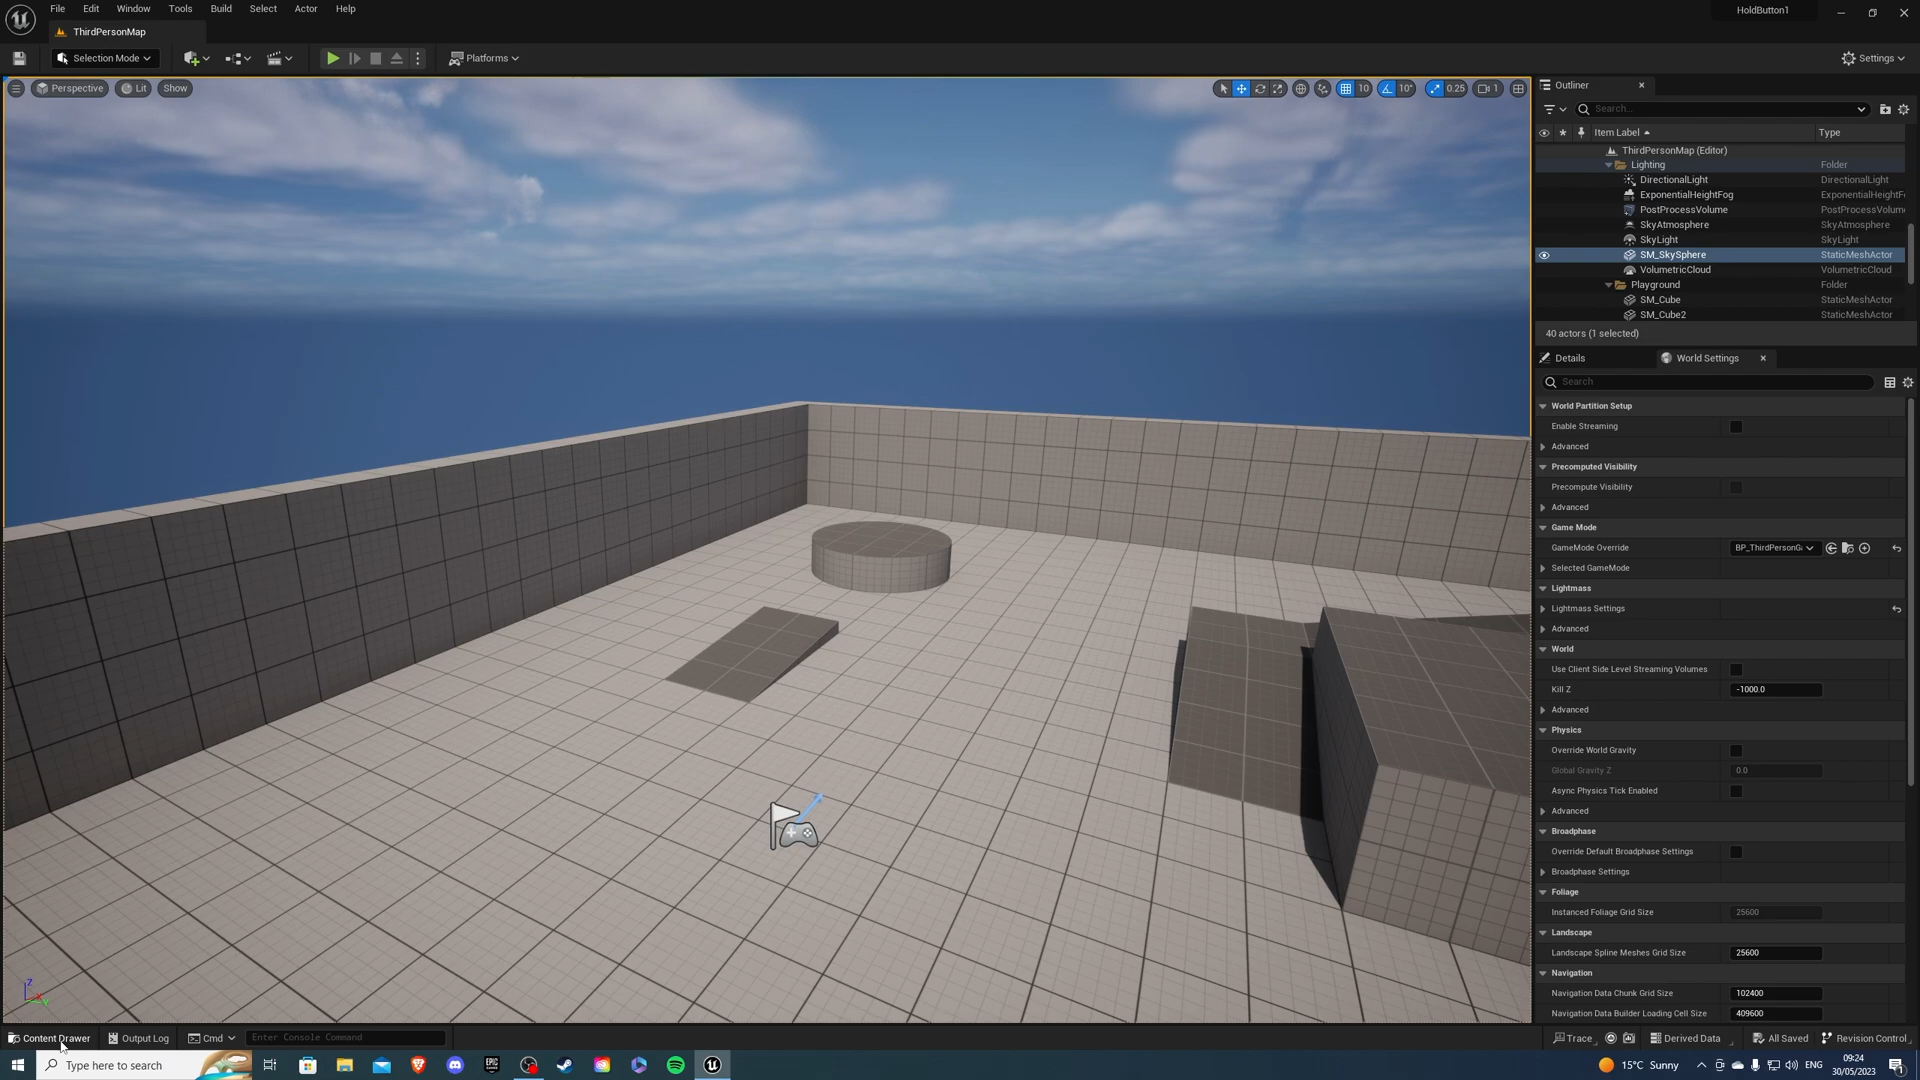 File Edit Window Tools Build Select Actor Help
HoldButton1
ThirdPersonMap
Selection Mode
Platforms
Settings
Perspective Lit Show
10 10° 0.25 1
Outliner
Search...
Item Label Type
ThirdPersonMap (Editor)
Lighting Folder
DirectionalLight DirectionalLight
ExponentialHeightFog ExponentialHeightF
PostProcessVolume PostProcessVolum
SkyAtmosphere SkyAtmosphere
SkyLight SkyLight
SM_SkySphere StaticMeshActor
VolumetricCloud VolumetricCloud
Playground Folder
SM_Cube StaticMeshActor
SM_Cube2 StaticMeshActor
40 actors (1 selected)
Details World Settings
Search
World Partition Setup
Enable Streaming
Advanced
Precomputed Visibility
Precompute Visibility
Advanced
Game Mode
GameMode Override BP_ThirdPersonGa
Selected GameMode
Lightmass
Lightmass Settings
Advanced
World
Use Client Side Level Streaming Volumes
Kill Z -1000.0
Advanced
Physics
Override World Gravity
Global Gravity Z 0.0
Async Physics Tick Enabled
Advanced
Broadphase
Override Default Broadphase Settings
Broadphase Settings
Foliage
Instanced Foliage Grid Size 25600
Landscape
Landscape Spline Meshes Grid Size 25600
Navigation
Navigation Data Chunk Grid Size 102400
Navigation Data Builder Loading Cell Size 409600
Z
X
Y
Content Drawer Output Log Cmd Enter Console Command
Trace Derived Data All Saved Revision Control
Type here to search
EPIC GAMES
15°C Sunny
ENG
09:24
30/05/2023
1